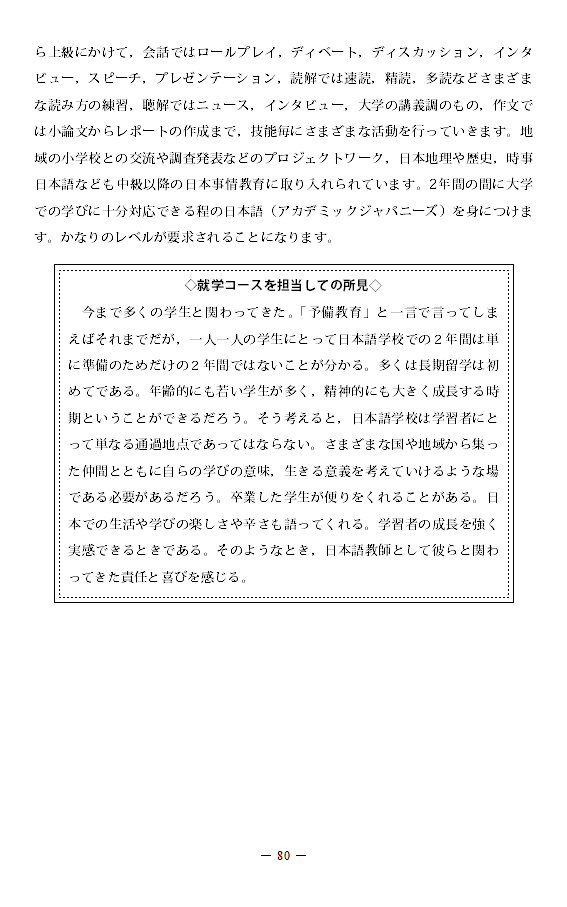 ら上級にかけて，会話ではロールプレイ，ディベート，ディスカッション，インタ
ビュー，スピーチ，プレゼンテーション，読解では速読，精読，多読などさまざま
な読み方の練習，聴解ではニュース，インタビュー，大学の講義調のもの，作文で
は小論文からレポートの作成まで，技能毎にさまざまな活動を行っていきます。地
域の小学校との交流や調査発表などのプロジェクトワーク，日本地理や歴史，時事
日本語なども中級以降の日本事情教育に取り入れられています。2年間の間に大学
での学びに十分対応できる程の日本語（アカデミックジャパニーズ）を身につけま
す。かなりのレベルが要求されることになります。
◇就学コースを担当しての所見◇
　今まで多くの学生と関わってきた。「予備教育」と一言で言ってしま
えばそれまでだが，一人一人の学生にとって日本語学校での２年間は単
に準備のためだけの２年間ではないことが分かる。多くは長期留学は初
めてである。年齢的にも若い学生が多く，精神的にも大きく成長する時
期ということができるだろう。そう考えると，日本語学校は学習者にと
って単なる通過地点であってはならない。さまざまな国や地域から集っ
た仲間とともに自らの学びの意味，生きる意義を考えていけるような場
である必要があるだろう。卒業した学生が便りをくれることがある。日
本での生活や学びの楽しさや辛さも語ってくれる。学習者の成長を強く
実感できるときである。そのようなとき，日本語教師として彼らと関わ
ってきた責任と喜びを感じる。
― 80 ―